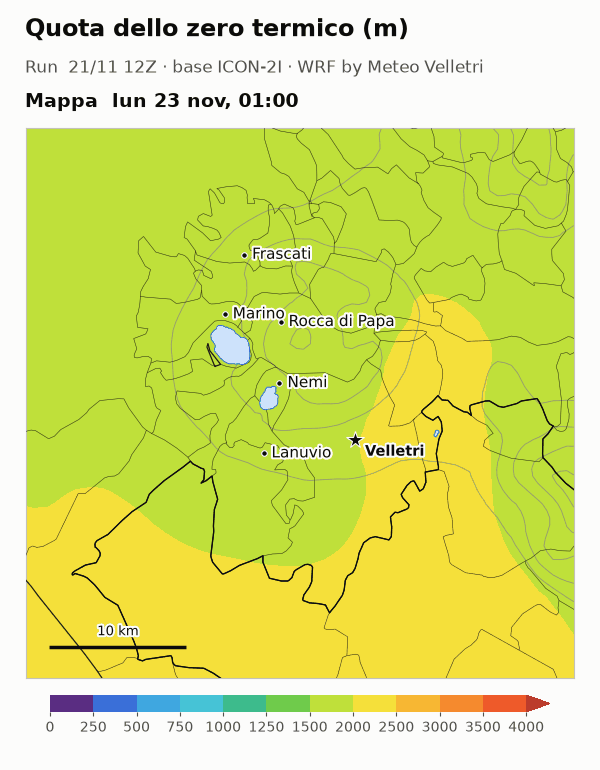 Quota dello zero termico (m)
Run  21/11 12Z · base ICON-2I · WRF by Meteo Velletri
Mappa  lun 23 nov, 01:00
Frascati
Marino
Rocca di Papa
Nemi
Velletri
Lanuvio
10 km
0 250 500 750 1000 1250 1500 2000 2500 3000 3500 4000